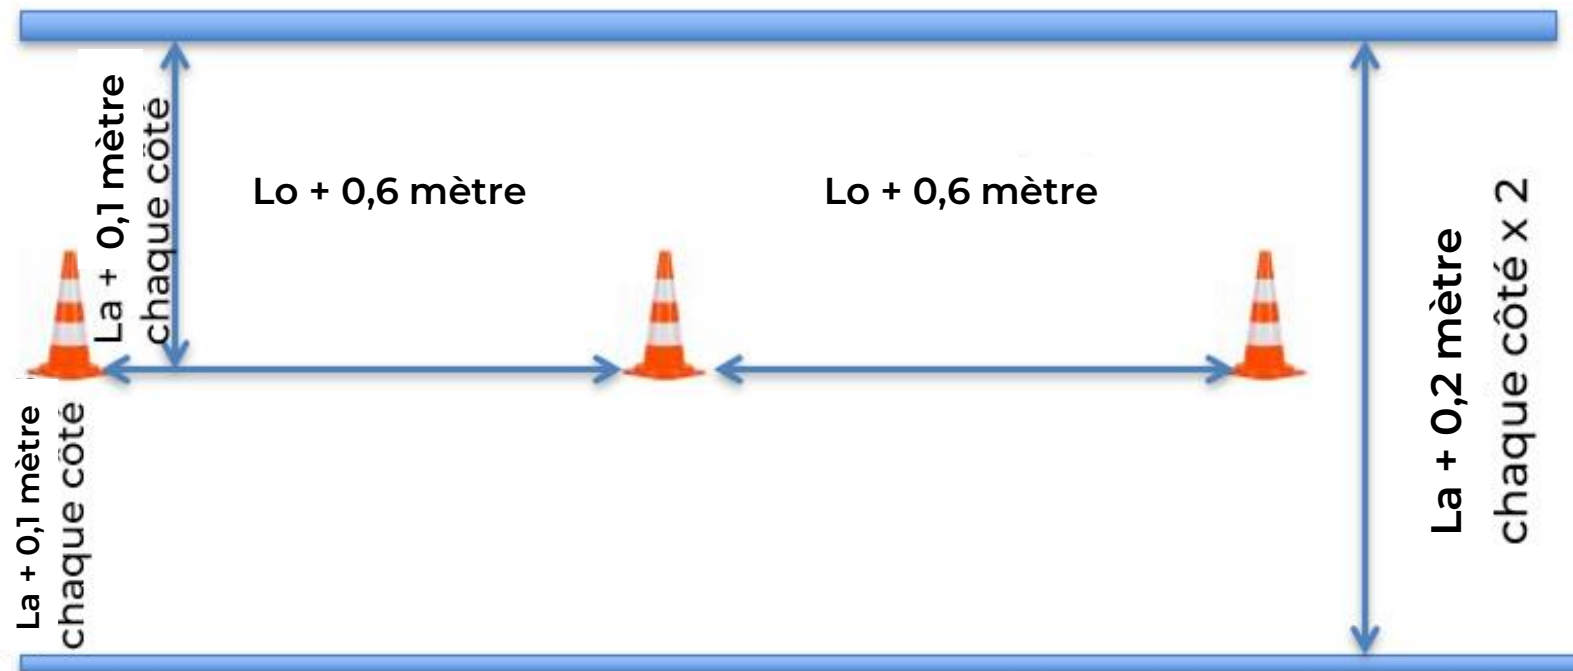 La + 0,1 mètre
chaque côté
Lo + 0,6 mètre
Lo + 0,6 mètre
La + 0,1 mètre
chaque côté
La + 0,2 mètre
chaque côté x 2